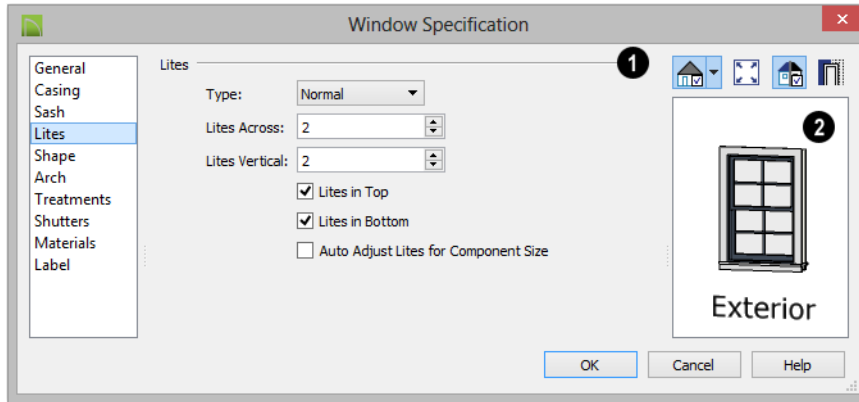 Window Specification
×
General
Casing
Sash
Lites
Shape
Arch
Treatments
Shutters
Materials
Label
Lites
Type: Normal
Lites Across: 2
Lites Vertical: 2
Lites in Top
Lites in Bottom
Auto Adjust Lites for Component Size
1
2
Exterior
OK Cancel Help